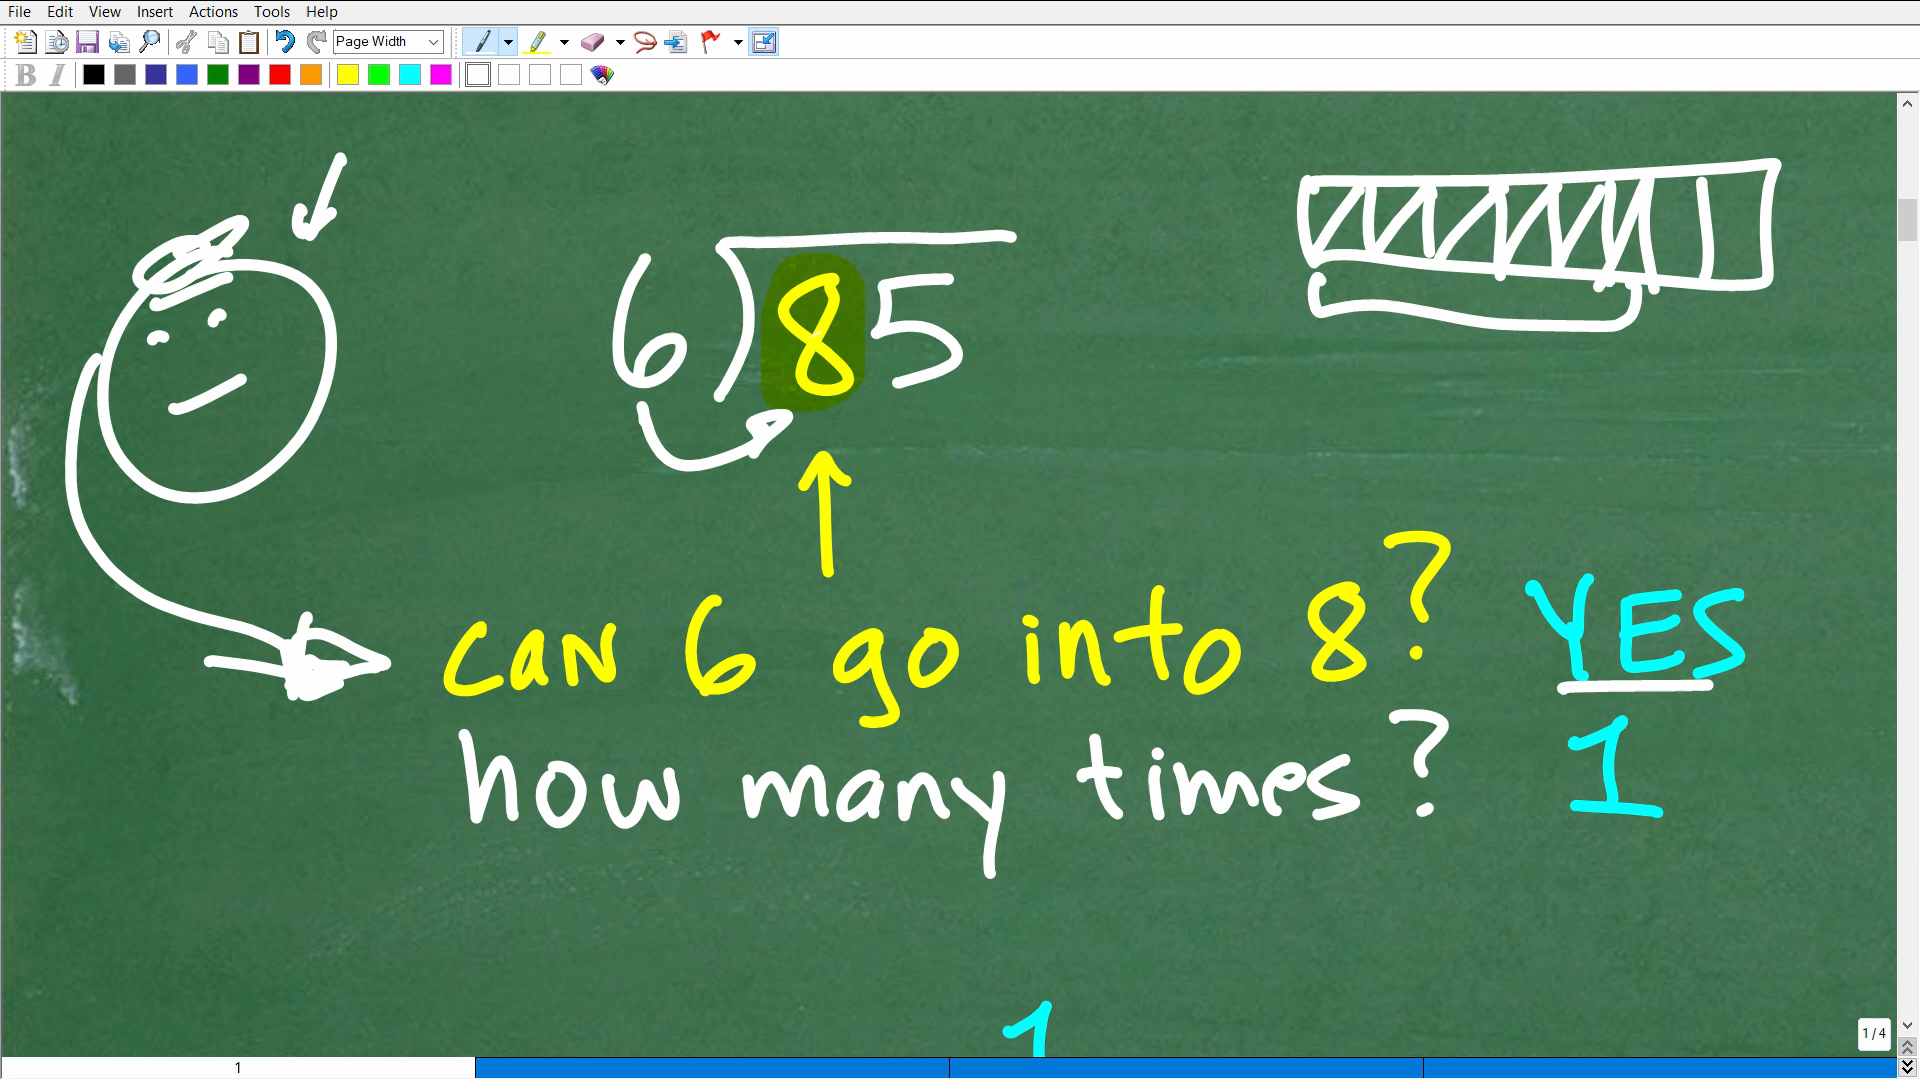 File Edit View Insert Actions Tools Help
Page Width
B I
6)85
can 6 go into 8? YES
how many times? 1
1
1/4
1